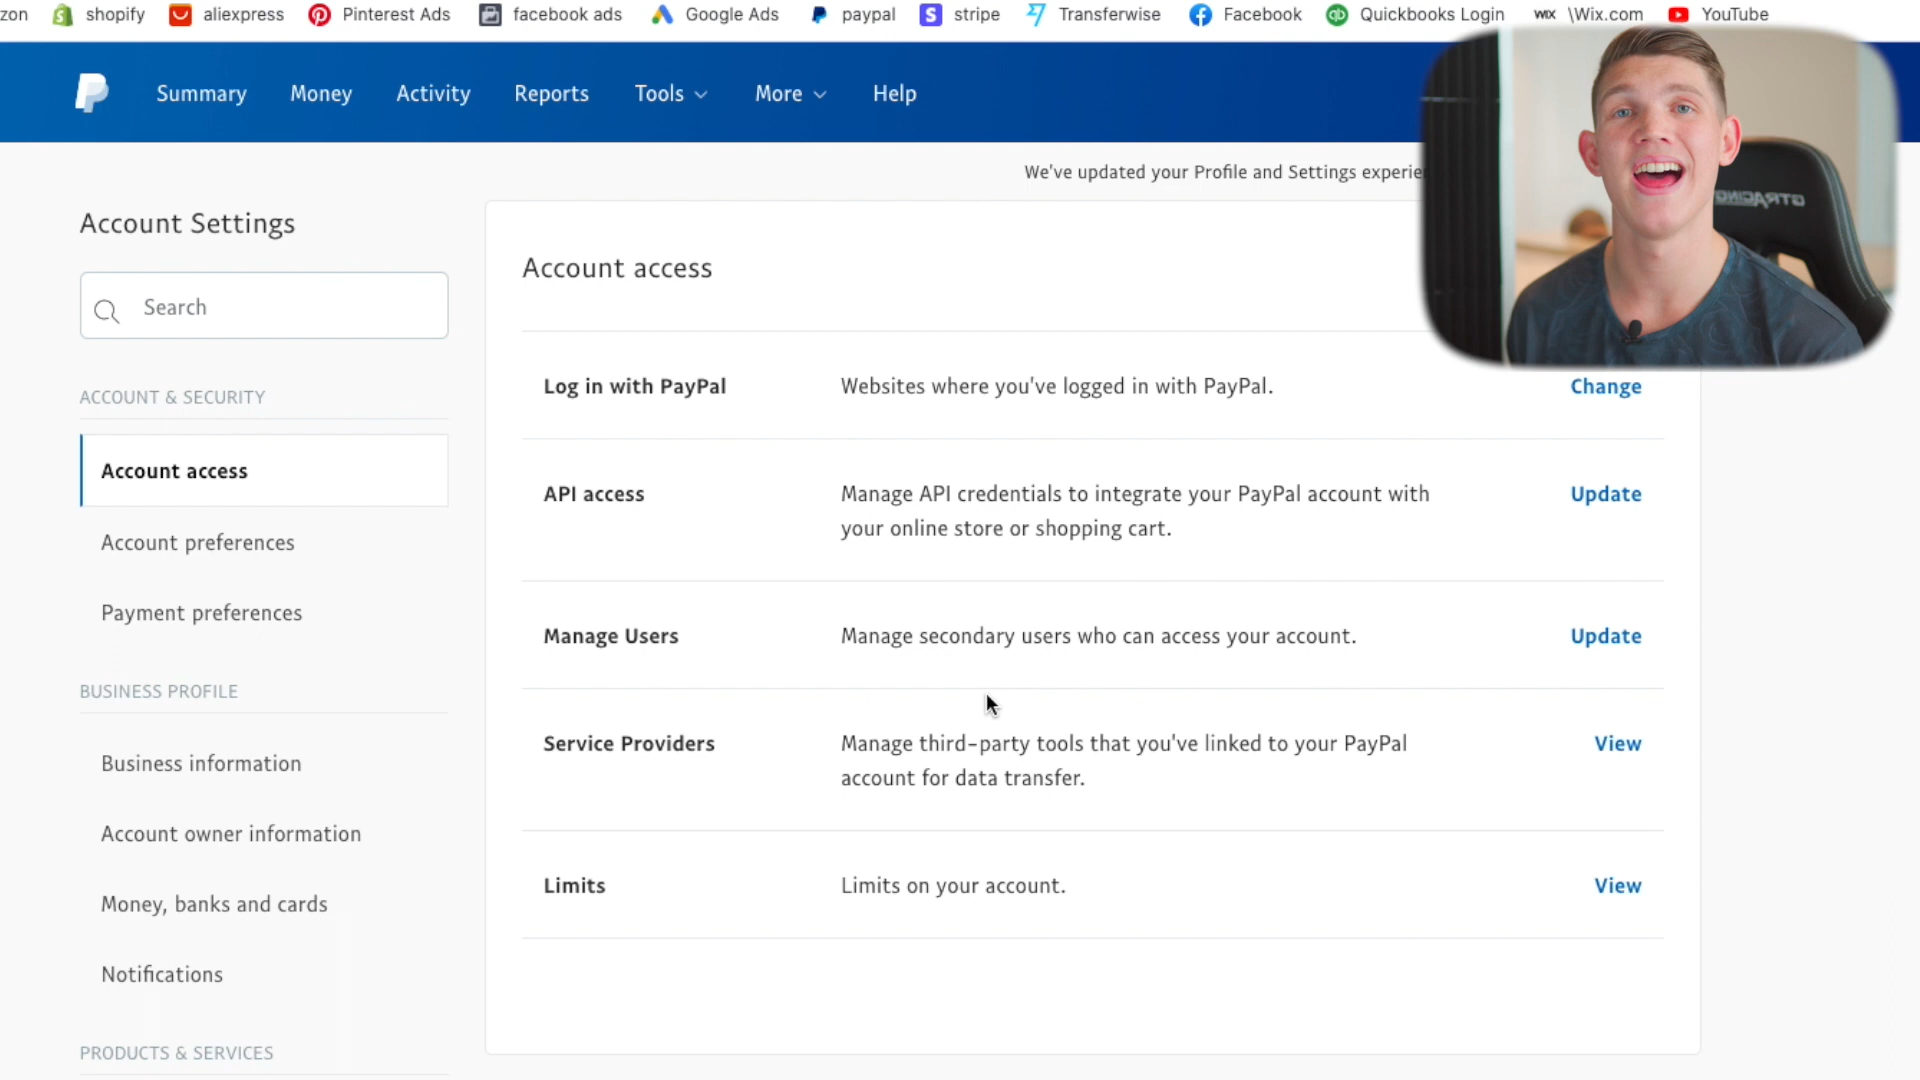 zon shopify aliexpress Pinterest Ads facebook ads Google Ads paypal stripe Transferwise Facebook Quickbooks Login \Wix.com YouTube
Summary Money Activity Reports Tools More Help
We've updated your Profile and Settings experie
GTRACING
Account Settings
Search
ACCOUNT & SECURITY
Account access
Account preferences
Payment preferences
BUSINESS PROFILE
Business information
Account owner information
Money, banks and cards
Notifications
PRODUCTS & SERVICES
Account access
Log in with PayPal Websites where you've logged in with PayPal. Change
API access Manage API credentials to integrate your PayPal account with Update
your online store or shopping cart.
Manage Users Manage secondary users who can access your account. Update
Service Providers Manage third-party tools that you've linked to your PayPal View
account for data transfer.
Limits Limits on your account. View